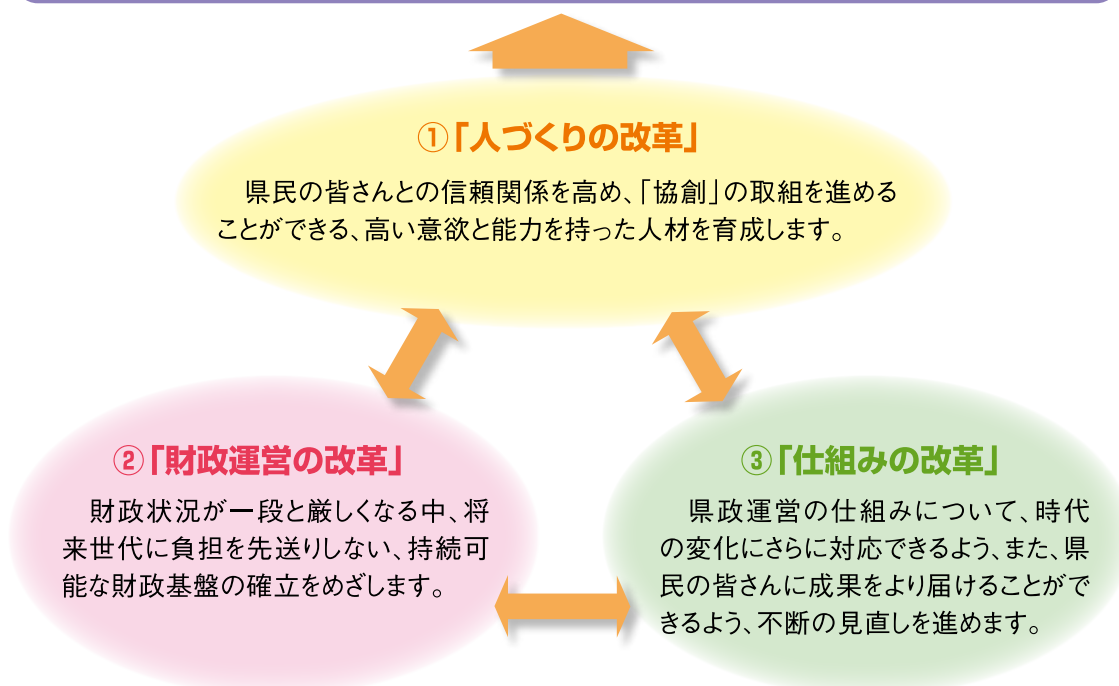 ①「人づくりの改革」
県民の皆さんとの信頼関係を高め、「協創」の取組を進める
ことができる、高い意欲と能力を持った人材を育成します。
②「財政運営の改革」
財政状況が一段と厳しくなる中、将
来世代に負担を先送りしない、持続可
能な財政基盤の確立をめざします。
③「仕組みの改革」
県政運営の仕組みについて、時代
の変化にさらに対応できるよう、また、県
民の皆さんに成果をより届けることがで
きるよう、不断の見直しを進めます。